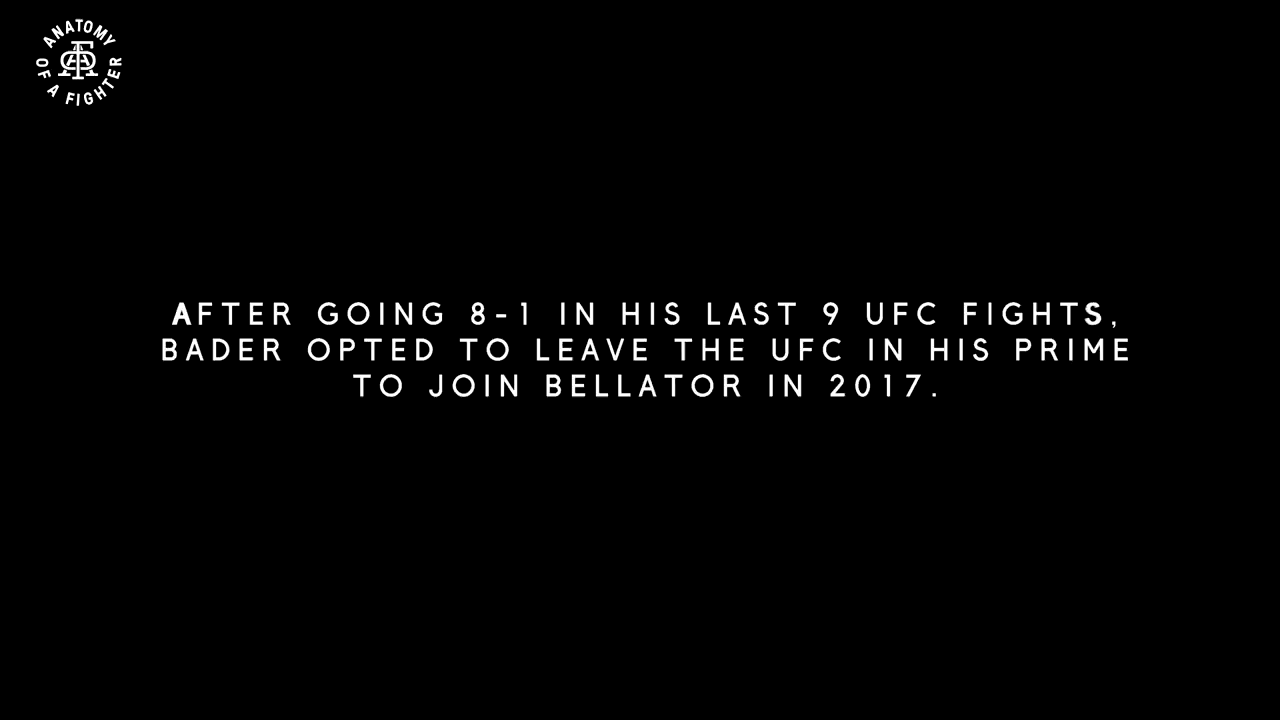 ANATOMY
OF A FIGHTER
AFTER GOING 8-1 IN HIS LAST 9 UFC FIGHTS,
BADER OPTED TO LEAVE THE UFC IN HIS PRIME
TO JOIN BELLATOR IN 2017.